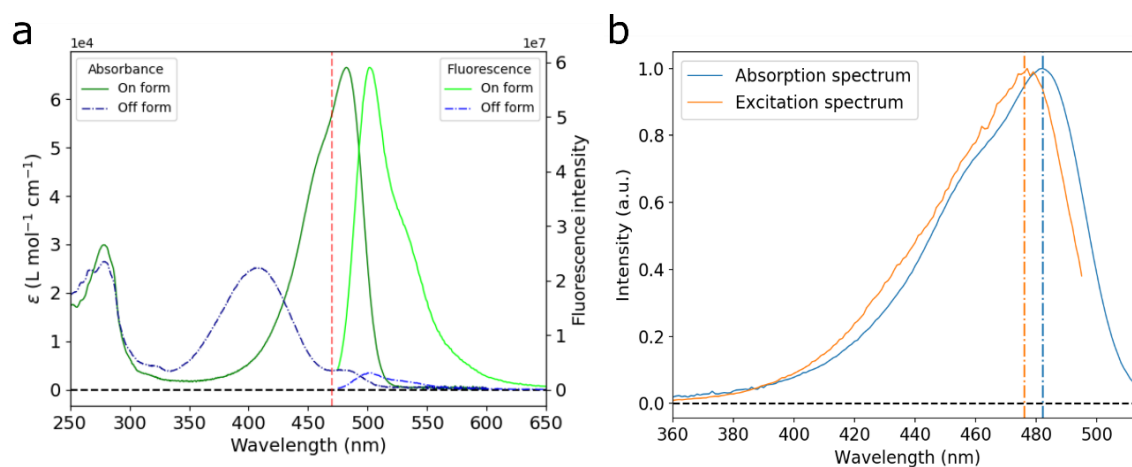 a
1e4
1e7
Absorbance
On form
Off form
Fluorescence
On form
Off form
ε (L mol⁻¹ cm⁻¹)
6
5
4
3
2
1
0
6
5
4
3
2
1
0
Fluorescence intensity
250 300 350 400 450 500 550 600 650
Wavelength (nm)
b
Absorption spectrum
Excitation spectrum
Intensity (a.u.)
1.0
0.8
0.6
0.4
0.2
0.0
360 380 400 420 440 460 482 500
Wavelength (nm)